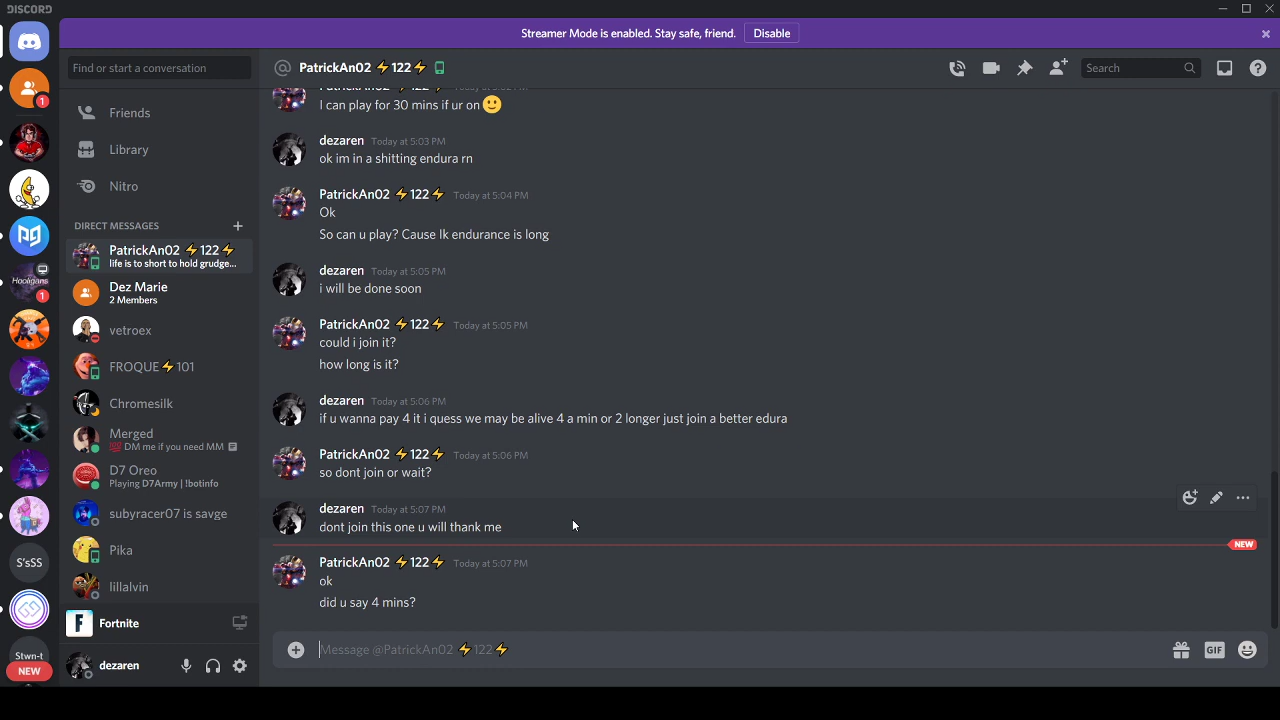 DISCORD
Streamer Mode is enabled. Stay safe, friend.
Disable
Find or start a conversation
PatrickAn02 ⚡122⚡
Search
Friends
Library
Nitro
DIRECT MESSAGES
PatrickAn02 ⚡122⚡
life is to short to hold grudge...
Dez Marie
2 Members
vetroex
FROQUE⚡101
Chromesilk
Merged
💯DM me if you need MM
D7 Oreo
Playing D7Army | !botinfo
subyracer07 is savge
Pika
lillalvin
Fortnite
dezaren
1
Hooligans
1
S'sSS
Stwn-t
NEW
I can play for 30 mins if ur on 🙂
dezaren Today at 5:03 PM
ok im in a shitting endura rn
PatrickAn02 ⚡122⚡ Today at 5:04 PM
Ok
So can u play? Cause Ik endurance is long
dezaren Today at 5:05 PM
i will be done soon
PatrickAn02 ⚡122⚡ Today at 5:05 PM
could i join it?
how long is it?
dezaren Today at 5:06 PM
if u wanna pay 4 it i quess we may be alive 4 a min or 2 longer just join a better edura
PatrickAn02 ⚡122⚡ Today at 5:06 PM
so dont join or wait?
dezaren Today at 5:07 PM
dont join this one u will thank me
NEW
PatrickAn02 ⚡122⚡ Today at 5:07 PM
ok
did u say 4 mins?
Message @PatrickAn02 ⚡122⚡
GIF